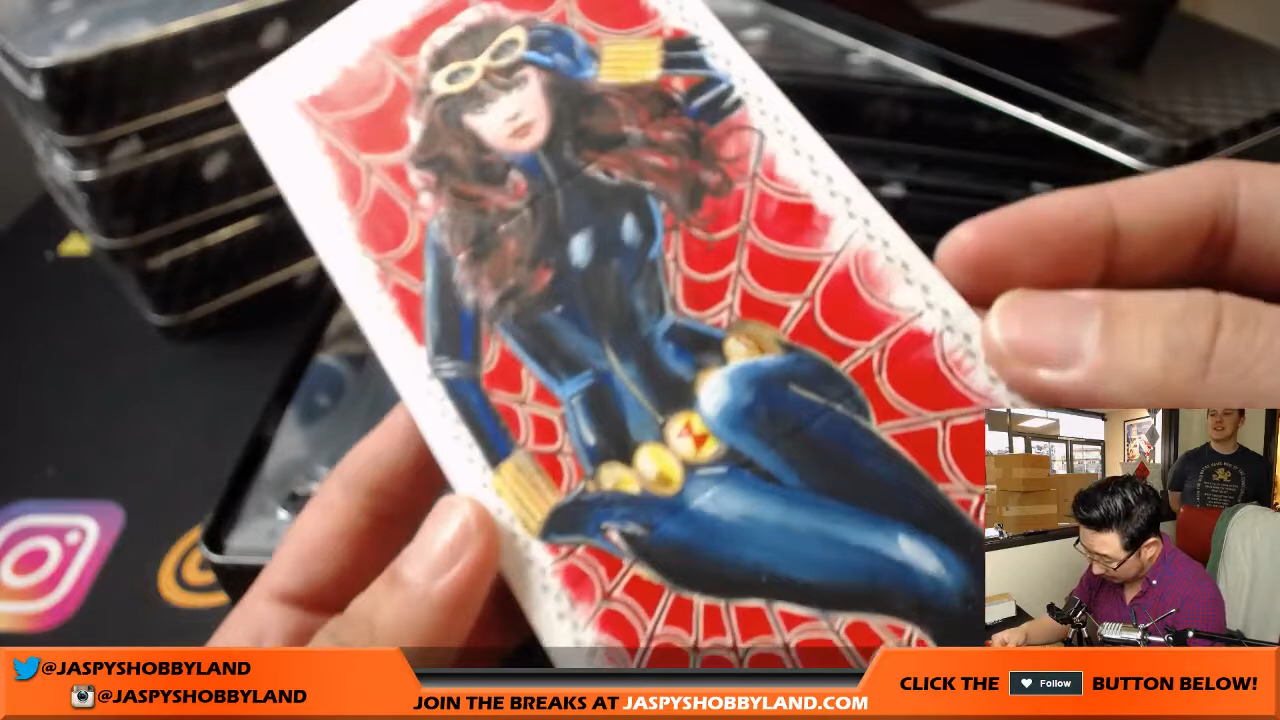 @JASPYSHOBBYLAND
@JASPYSHOBBYLAND
JOIN THE BREAKS AT JASPYSHOBBYLAND.COM
CLICK THE Follow BUTTON BELOW!